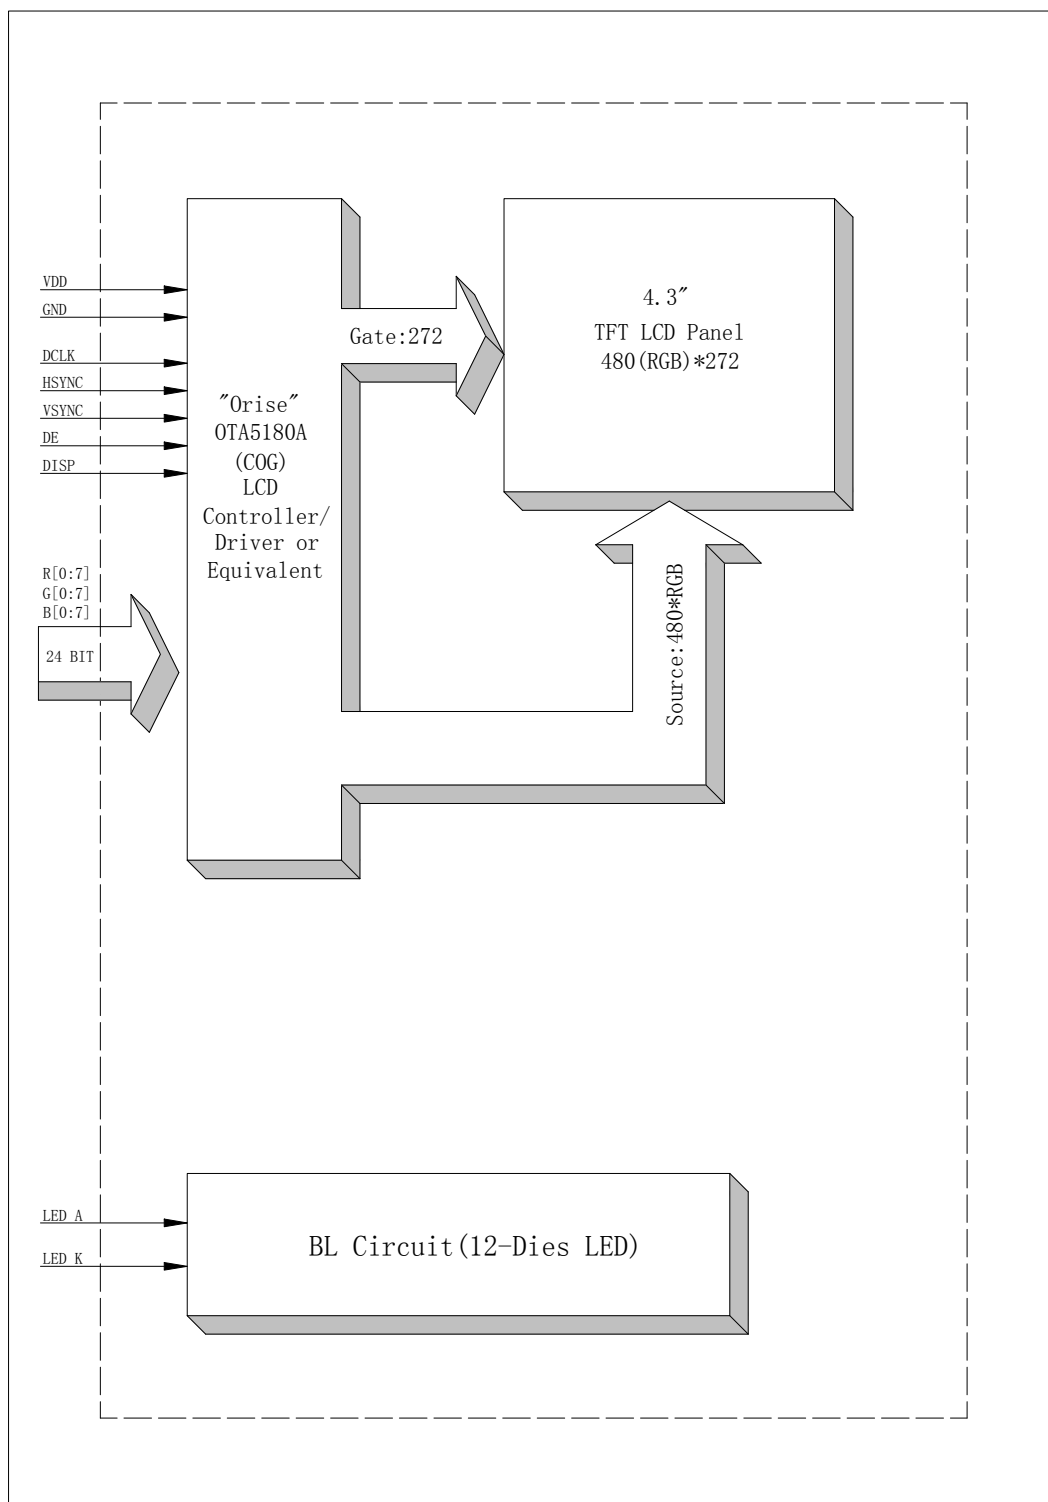 VDD
GND
DCLK
HSYNC
VSYNC
DE
DISP
R[0:7]
G[0:7]
B[0:7]
24 BIT
"Orise"
OTA5180A
(COG)
LCD
Controller/
Driver or
Equivalent
Gate:272
4.3"
TFT LCD Panel
480(RGB)*272
Source:480*RGB
LED A
LED K
BL Circuit(12-Dies LED)